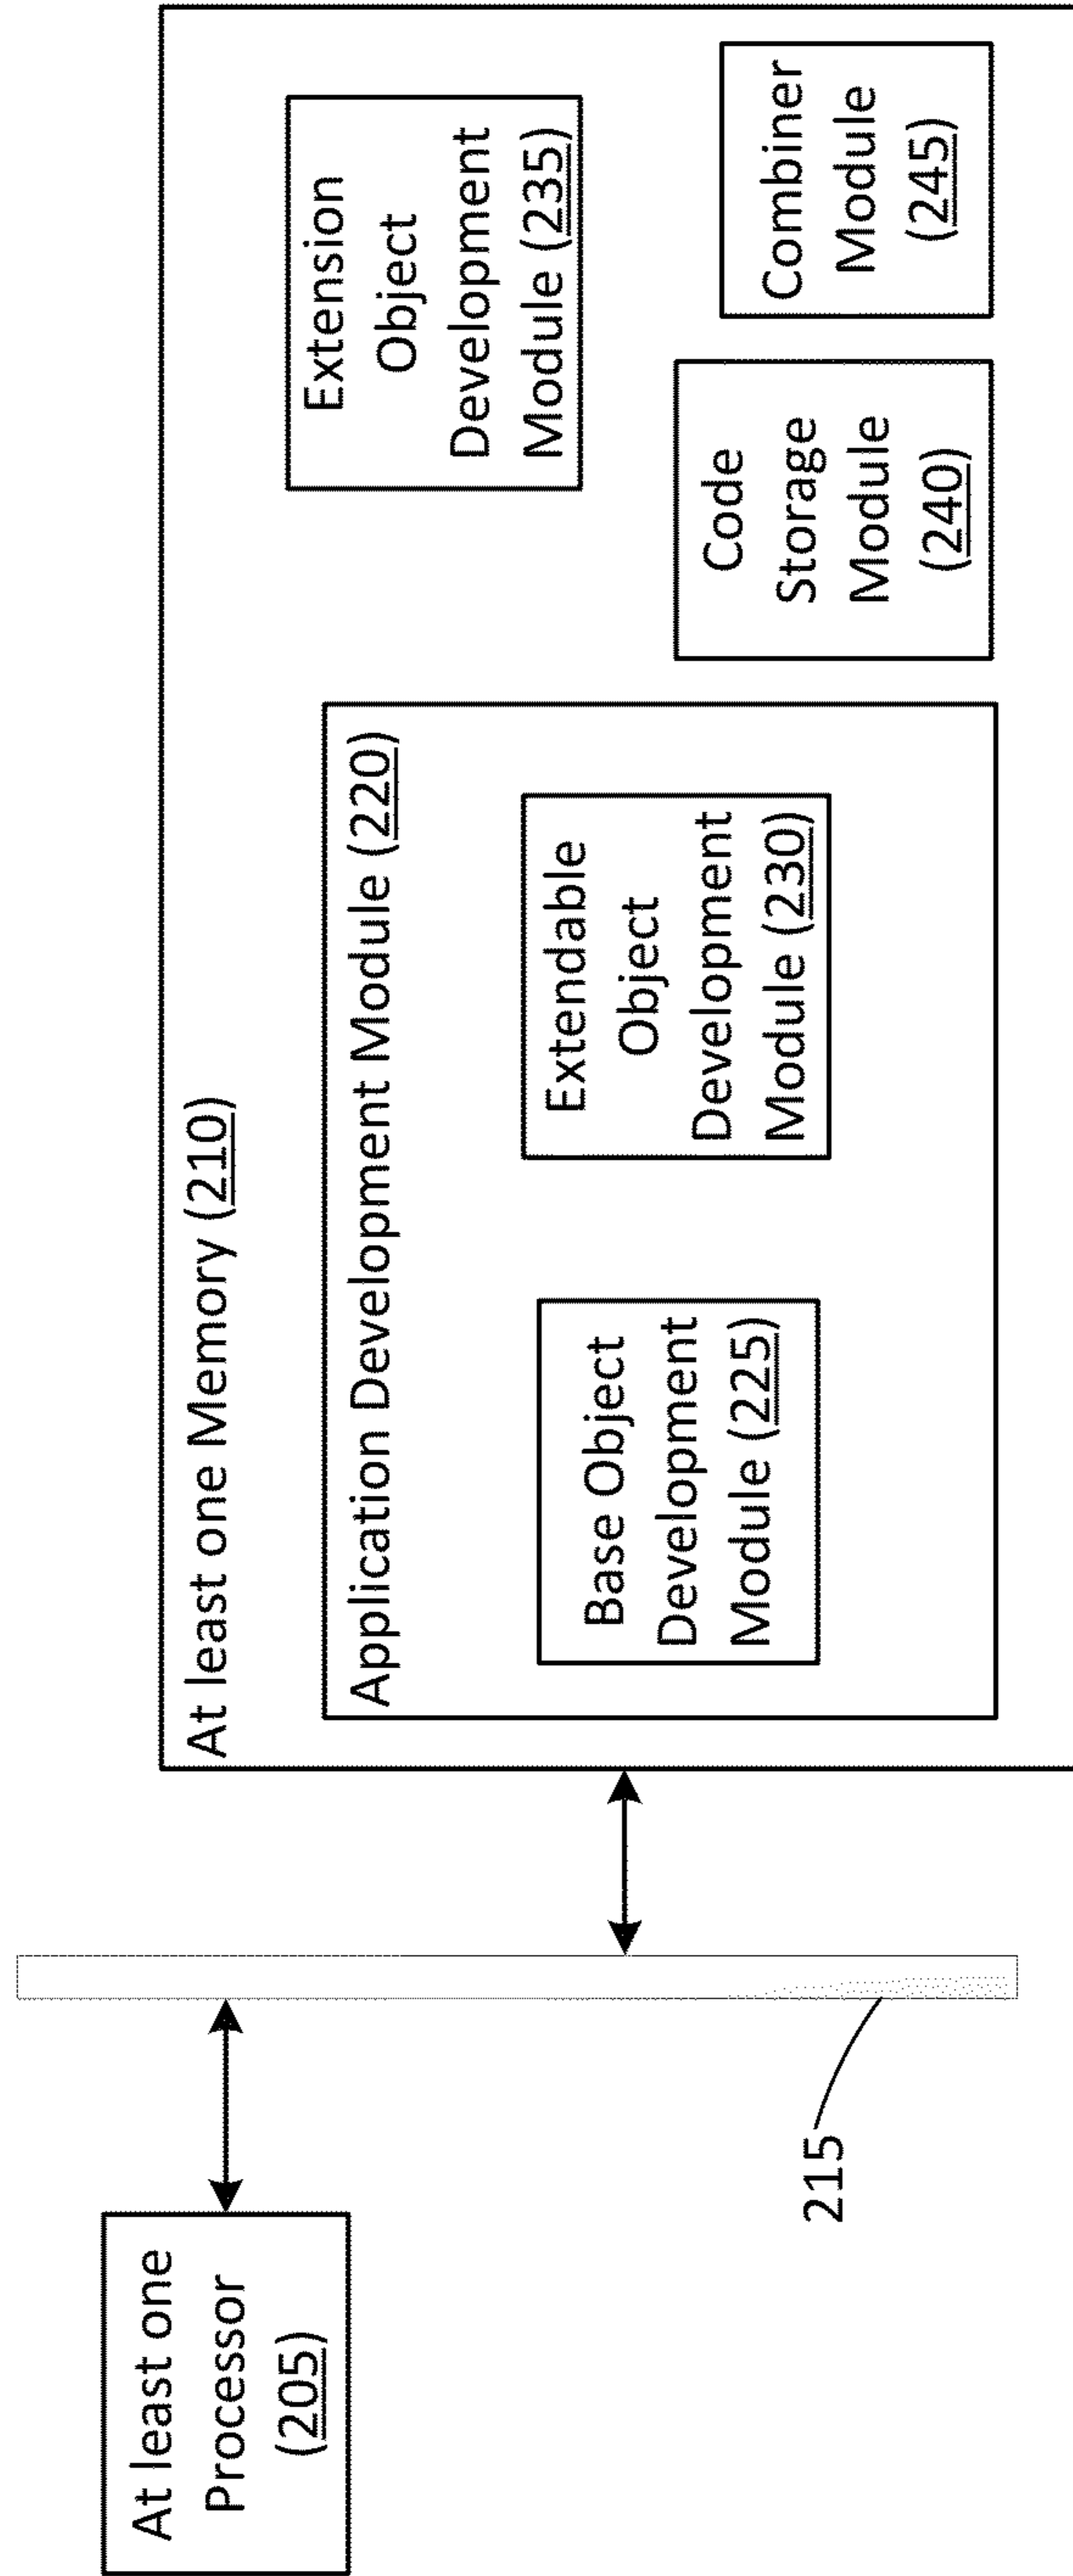 At least one
Processor
(205)
215
At least one Memory (210)
Application Development Module (220)
Base Object
Development
Module (225)
Extendable
Object
Development
Module (230)
Extension
Object
Development
Module (235)
Code
Storage
Module
(240)
Combiner
Module
(245)